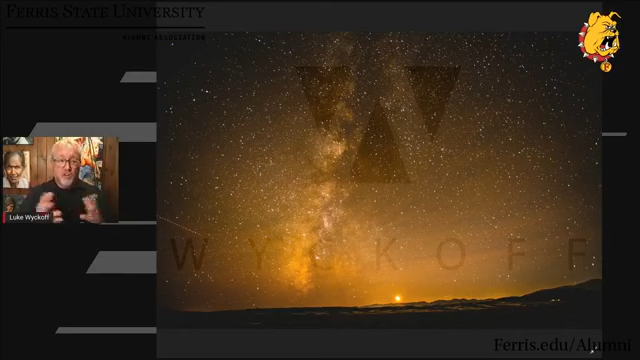 FERRIS STATE UNIVERSITY
ALUMNI ASSOCIATION
Luke Wyckoff
WYCKOFF
Ferris.edu/Alumni